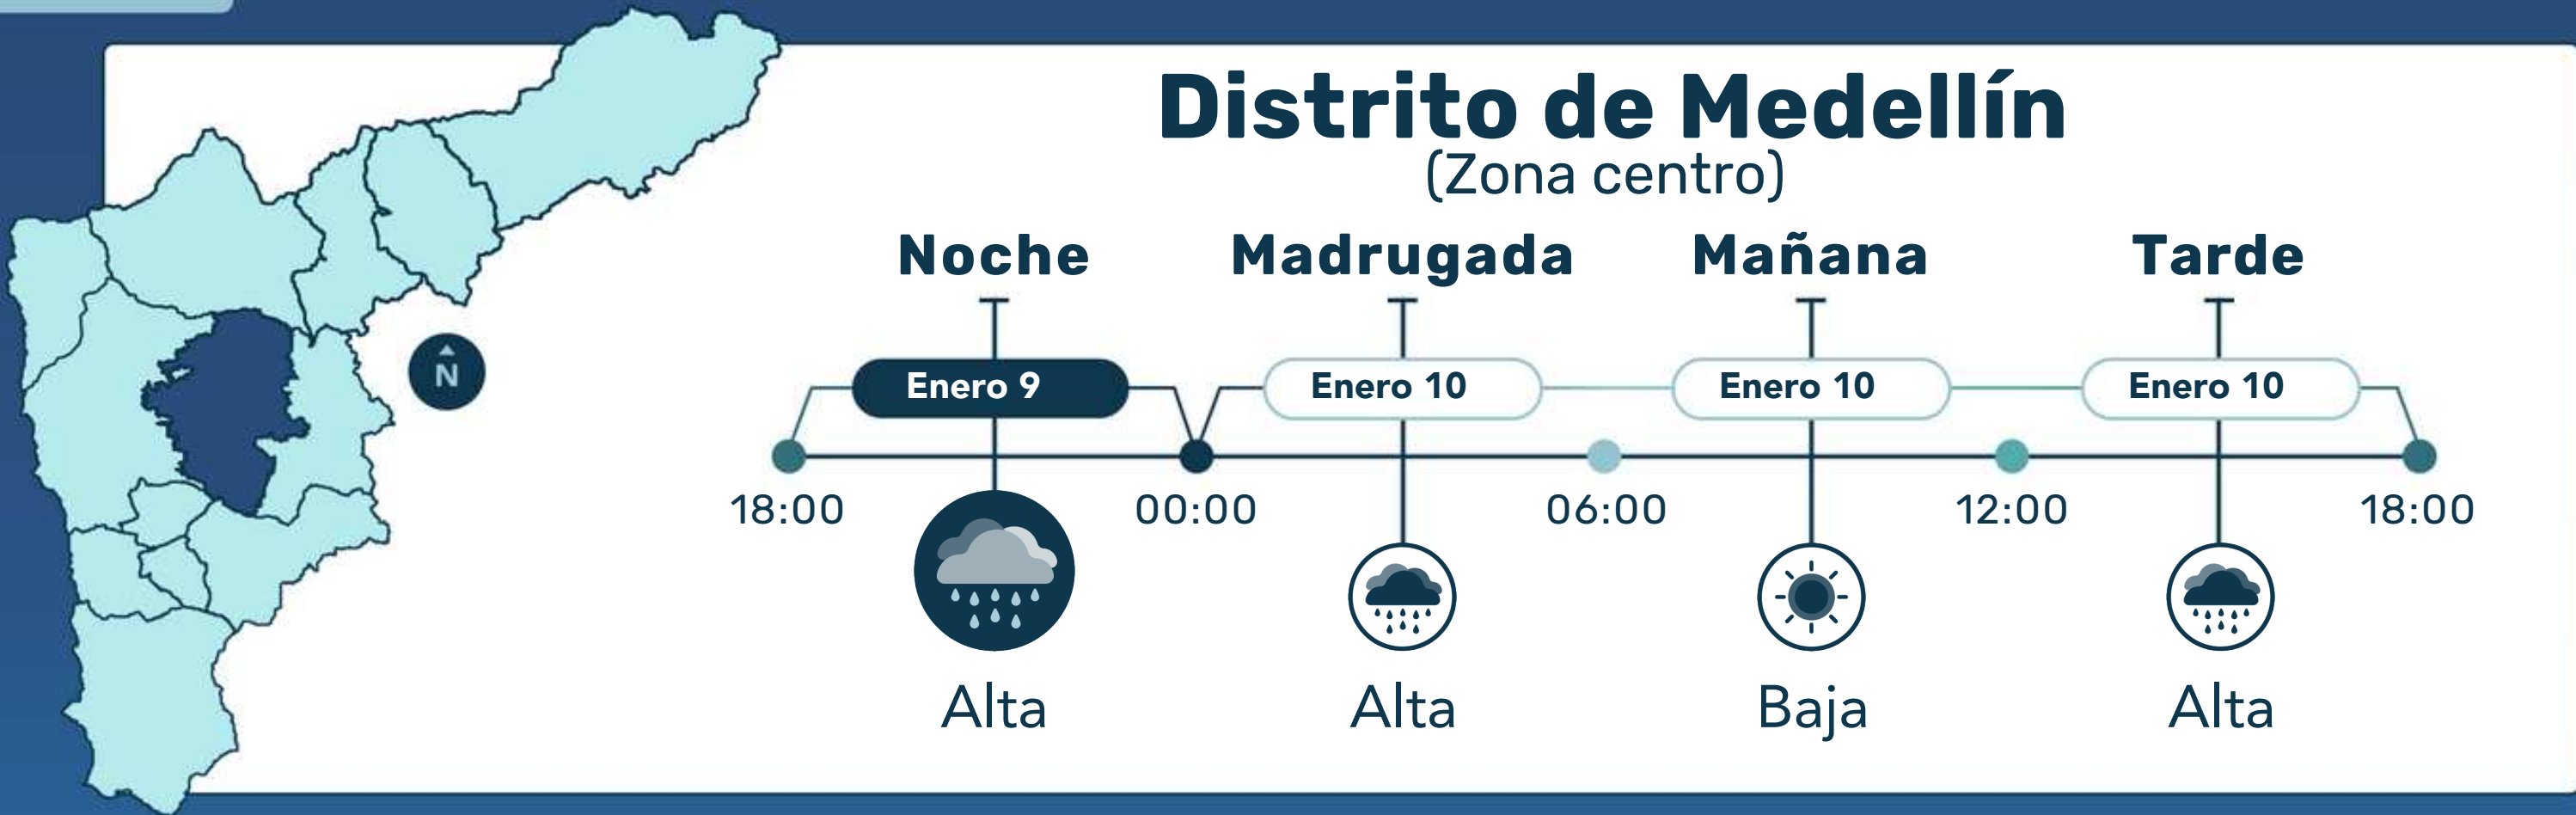 Distrito de Medellín
(Zona centro)
Noche Madrugada Mañana Tarde
N
Enero 9 Enero 10 Enero 10 Enero 10
18:00 00:00 06:00 12:00 18:00
Alta Alta Baja Alta